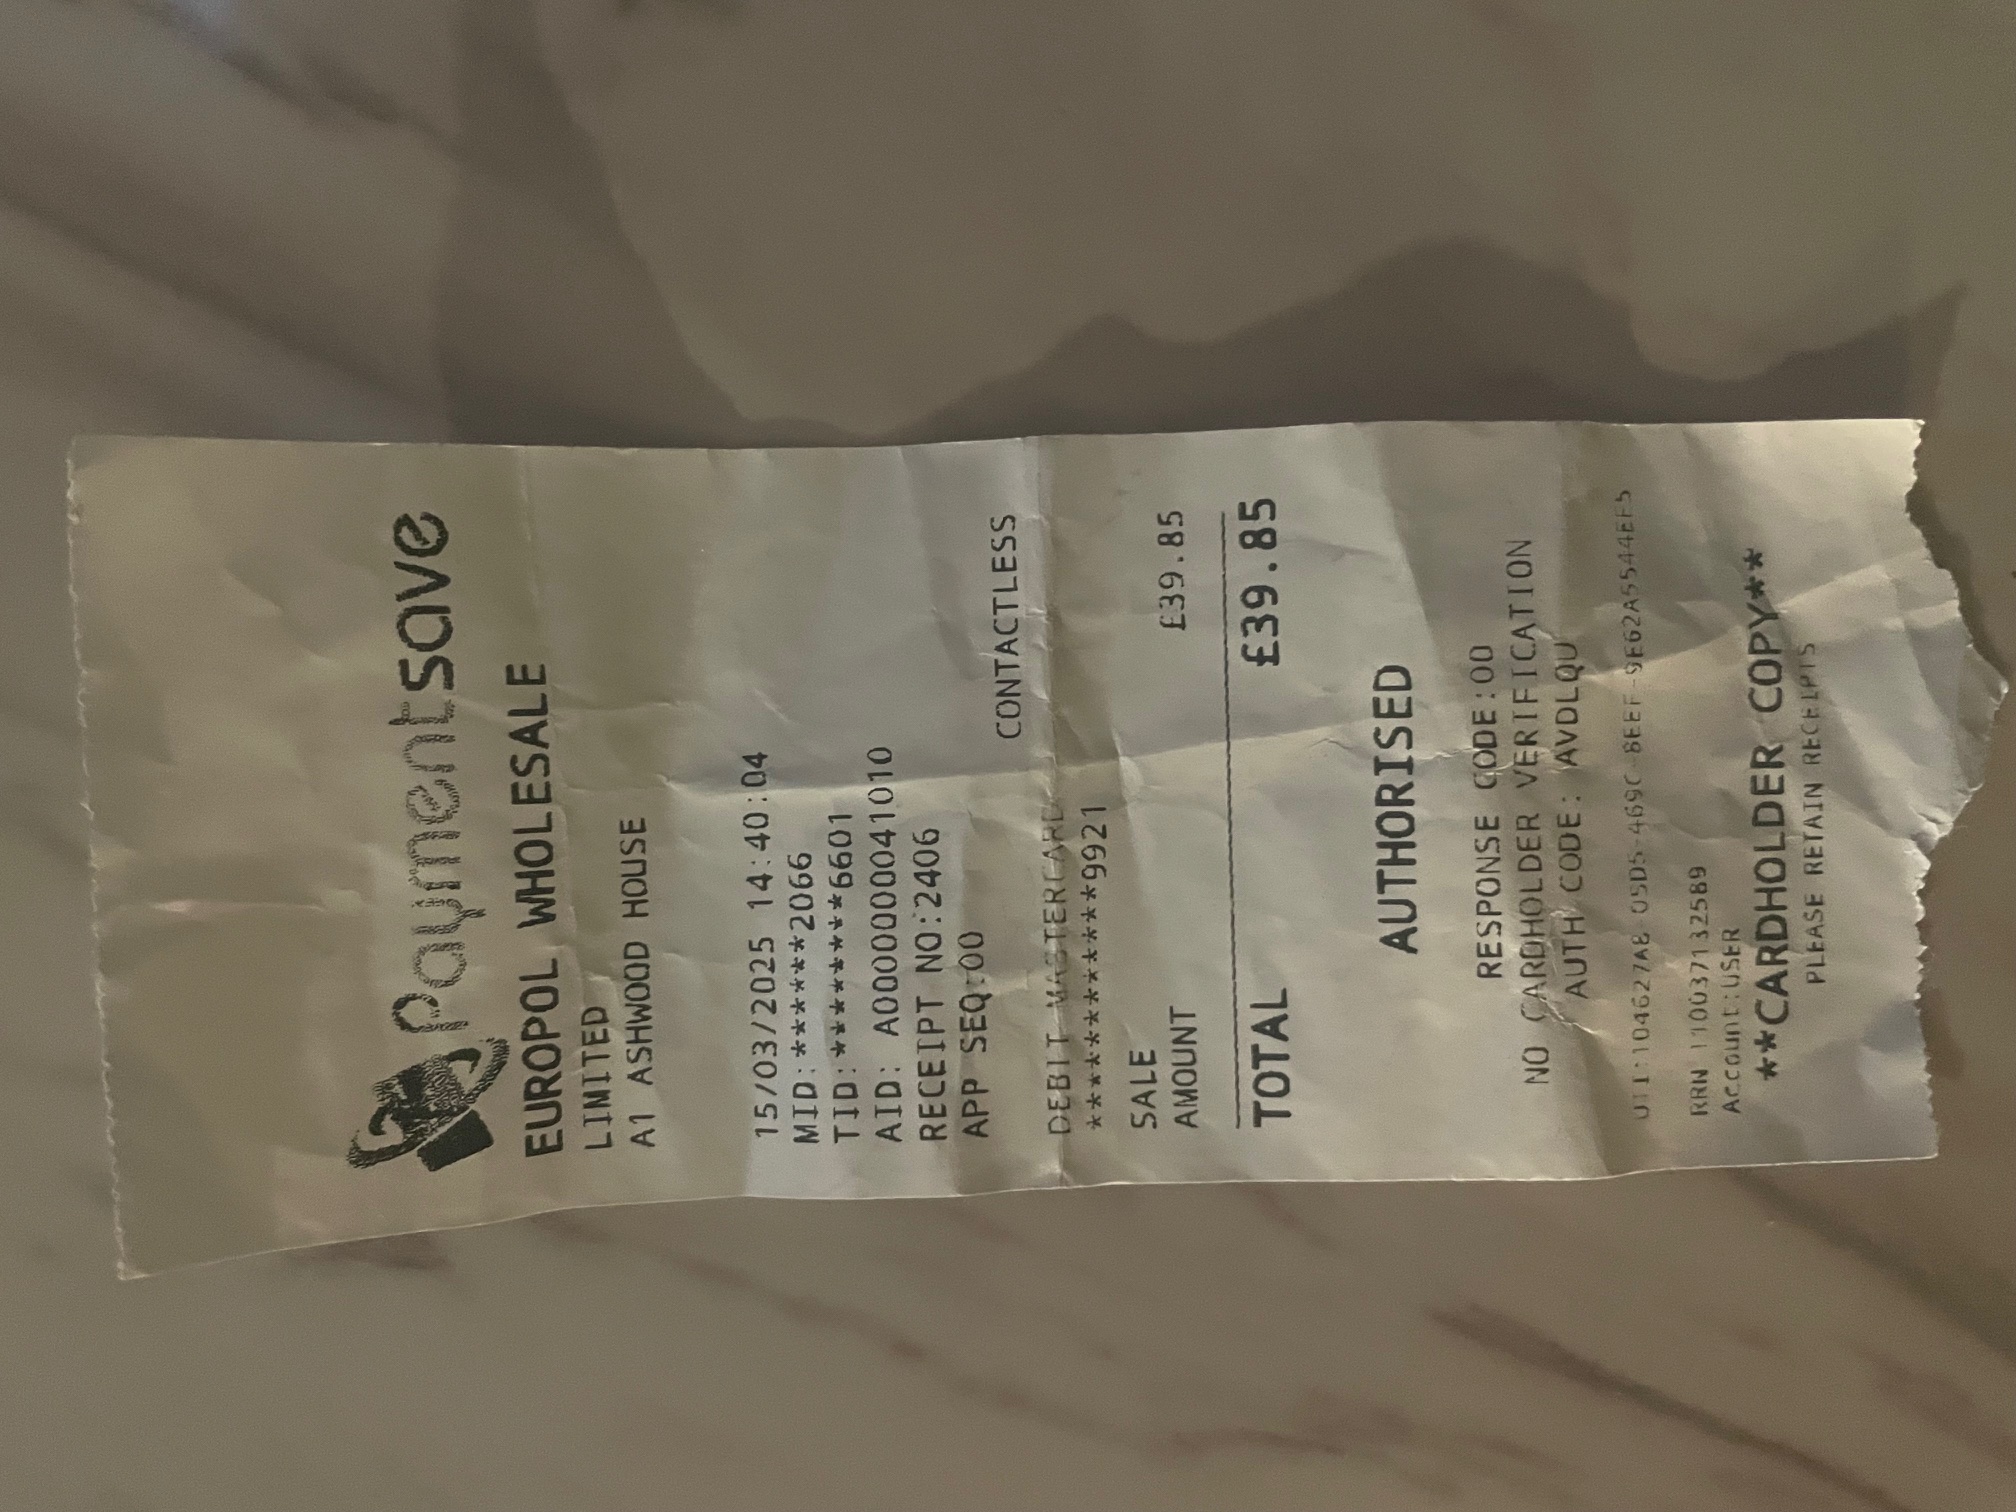 Paymentsave
EUROPOL WHOLESALE
LIMITED
A1 ASHWOOD HOUSE
15/03/2025 14:40:04
MID:******2066
TID:********6601
AID: A0000000041010
RECEIPT NO:2406
APP SEQ:00
CONTACTLESS
DEBIT MASTERCARD
************9921
SALE
AMOUNT £39.85
TOTAL £39.85
AUTHORISED
RESPONSE CODE:00
NO CARDHOLDER VERIFICATION
AUTH CODE: AVDLQU
UTI:104627A8-05D5-469C-8EEF-9E62A5544EF5
RRN 110037132589
Account:USER
**CARDHOLDER COPY**
PLEASE RETAIN RECEIPTS